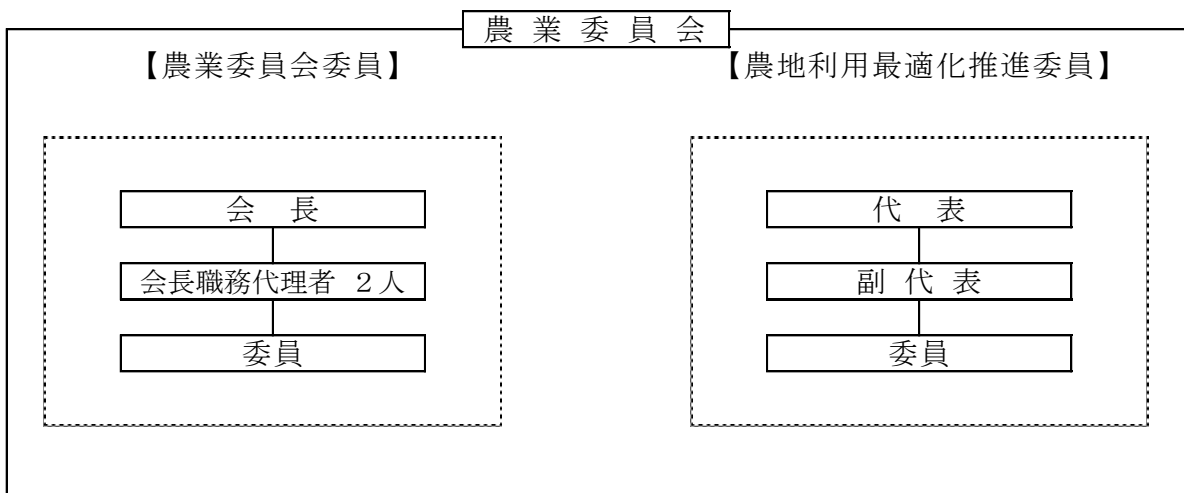 農業委員会
【農業委員会委員】
【農地利用最適化推進委員】
会長
会長職務代理者 2人
委員
代表
副代表
委員